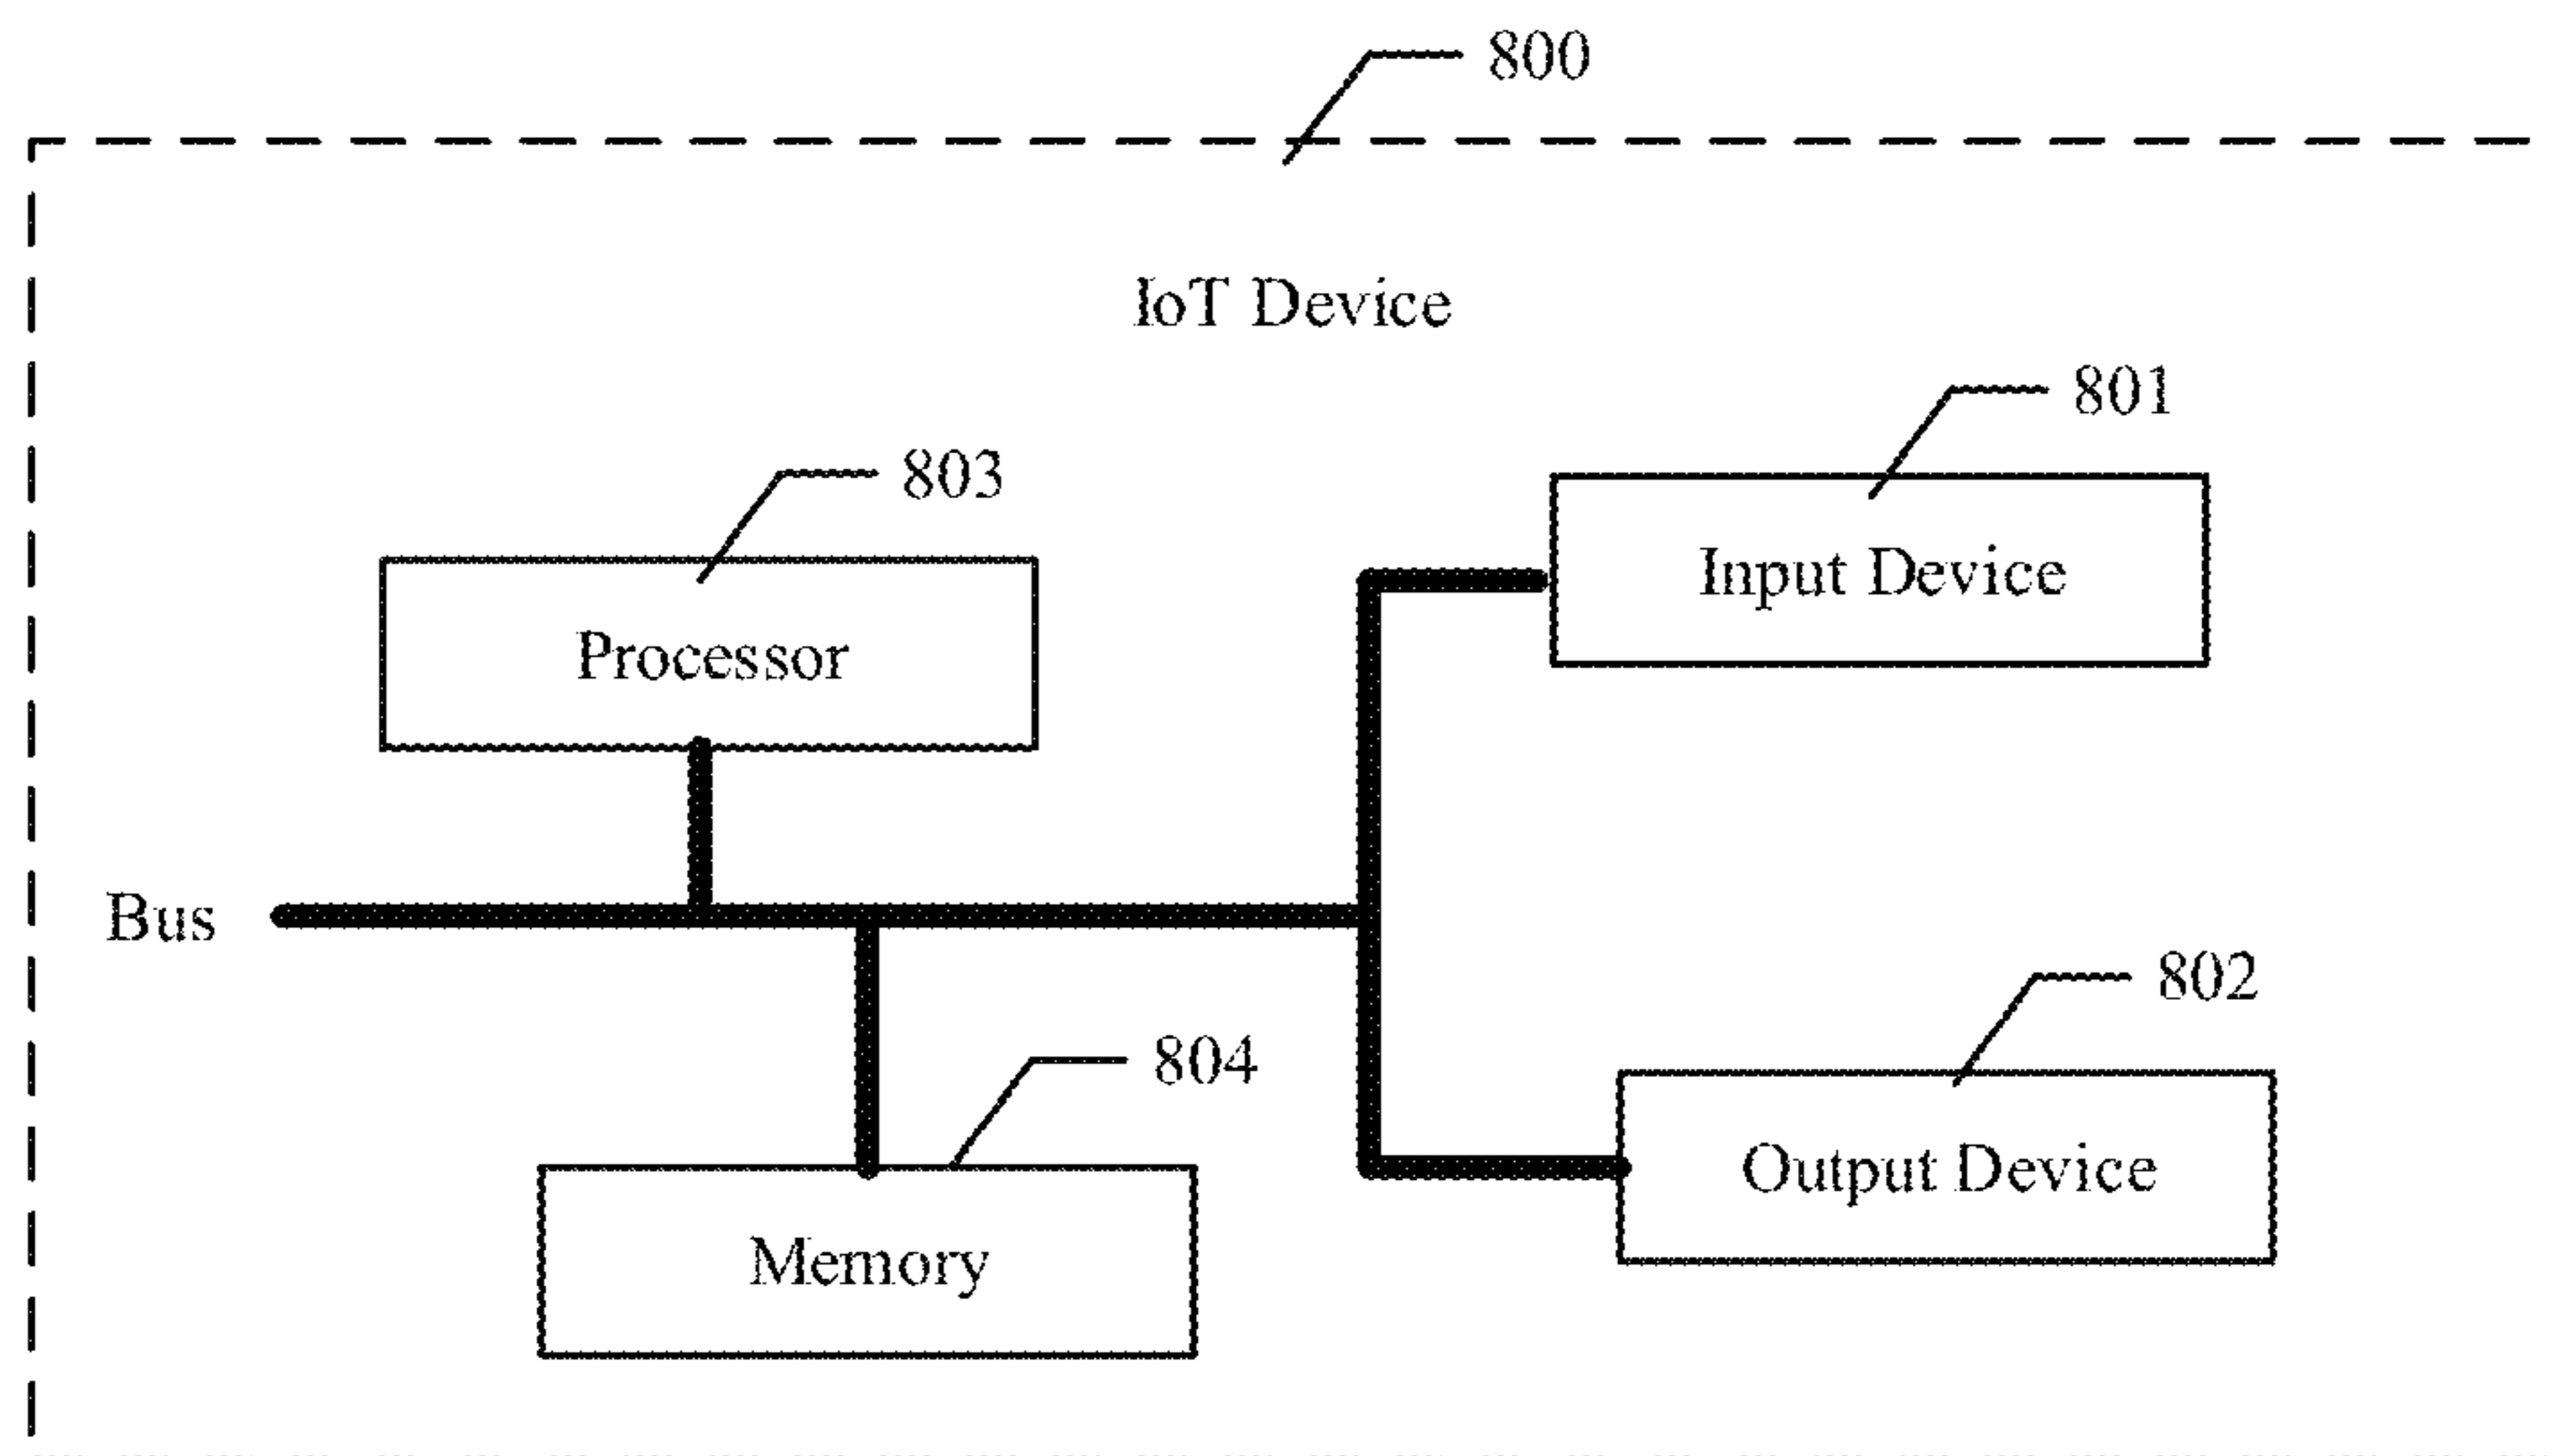 800
IoT Device
801
803
Input Device
Processor
Bus
802
804
Output Device
Memory